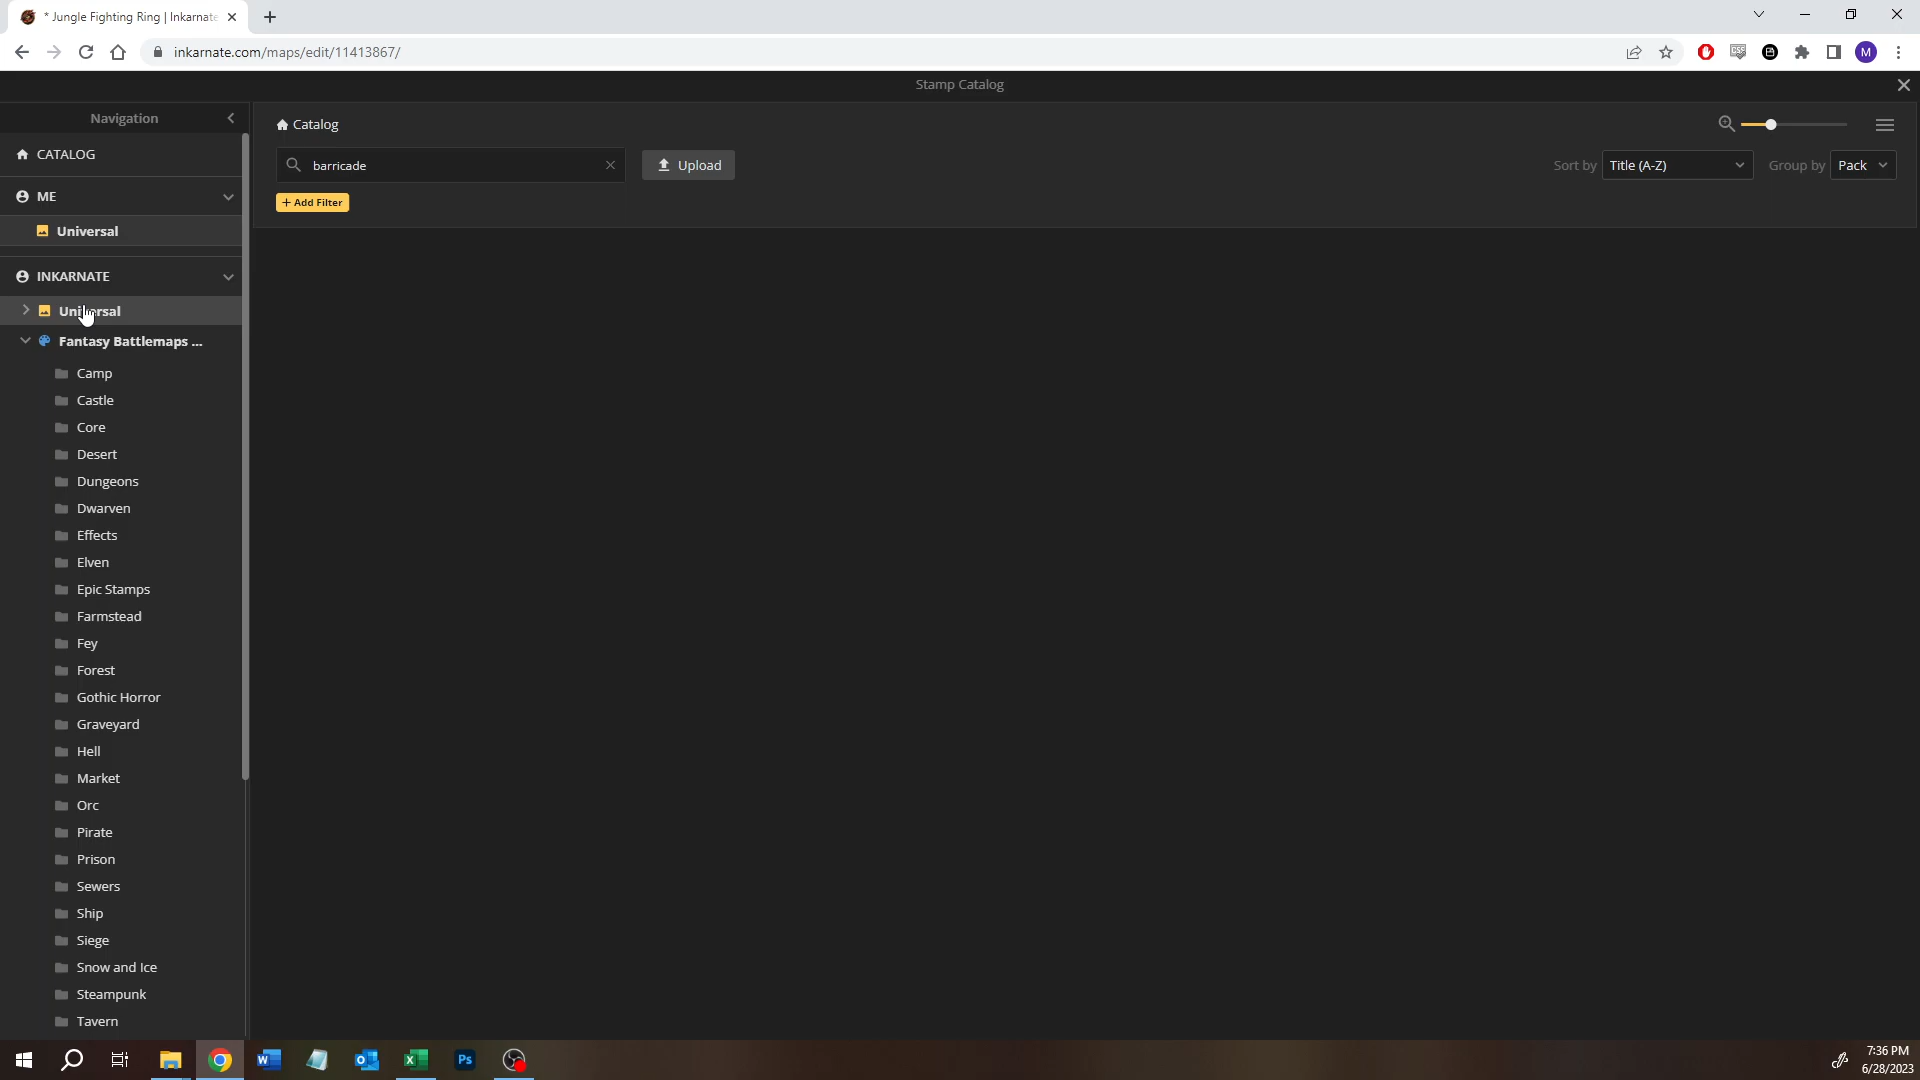 * Jungle Fighting Ring | Inkarnate
inkarnate.com/maps/edit/11413867/
M
Stamp Catalog
Navigation
Catalog
CATALOG
barricade
Upload
Sort by
Title (A-Z)
Group by
Pack
ME
+ Add Filter
Universal
INKARNATE
Universal
Fantasy Battlemaps ...
Camp
Castle
Core
Desert
Dungeons
Dwarven
Effects
Elven
Epic Stamps
Farmstead
Fey
Forest
Gothic Horror
Graveyard
Hell
Market
Orc
Pirate
Prison
Sewers
Ship
Siege
Snow and Ice
Steampunk
Tavern
Ps
7:36 PM
6/28/2023